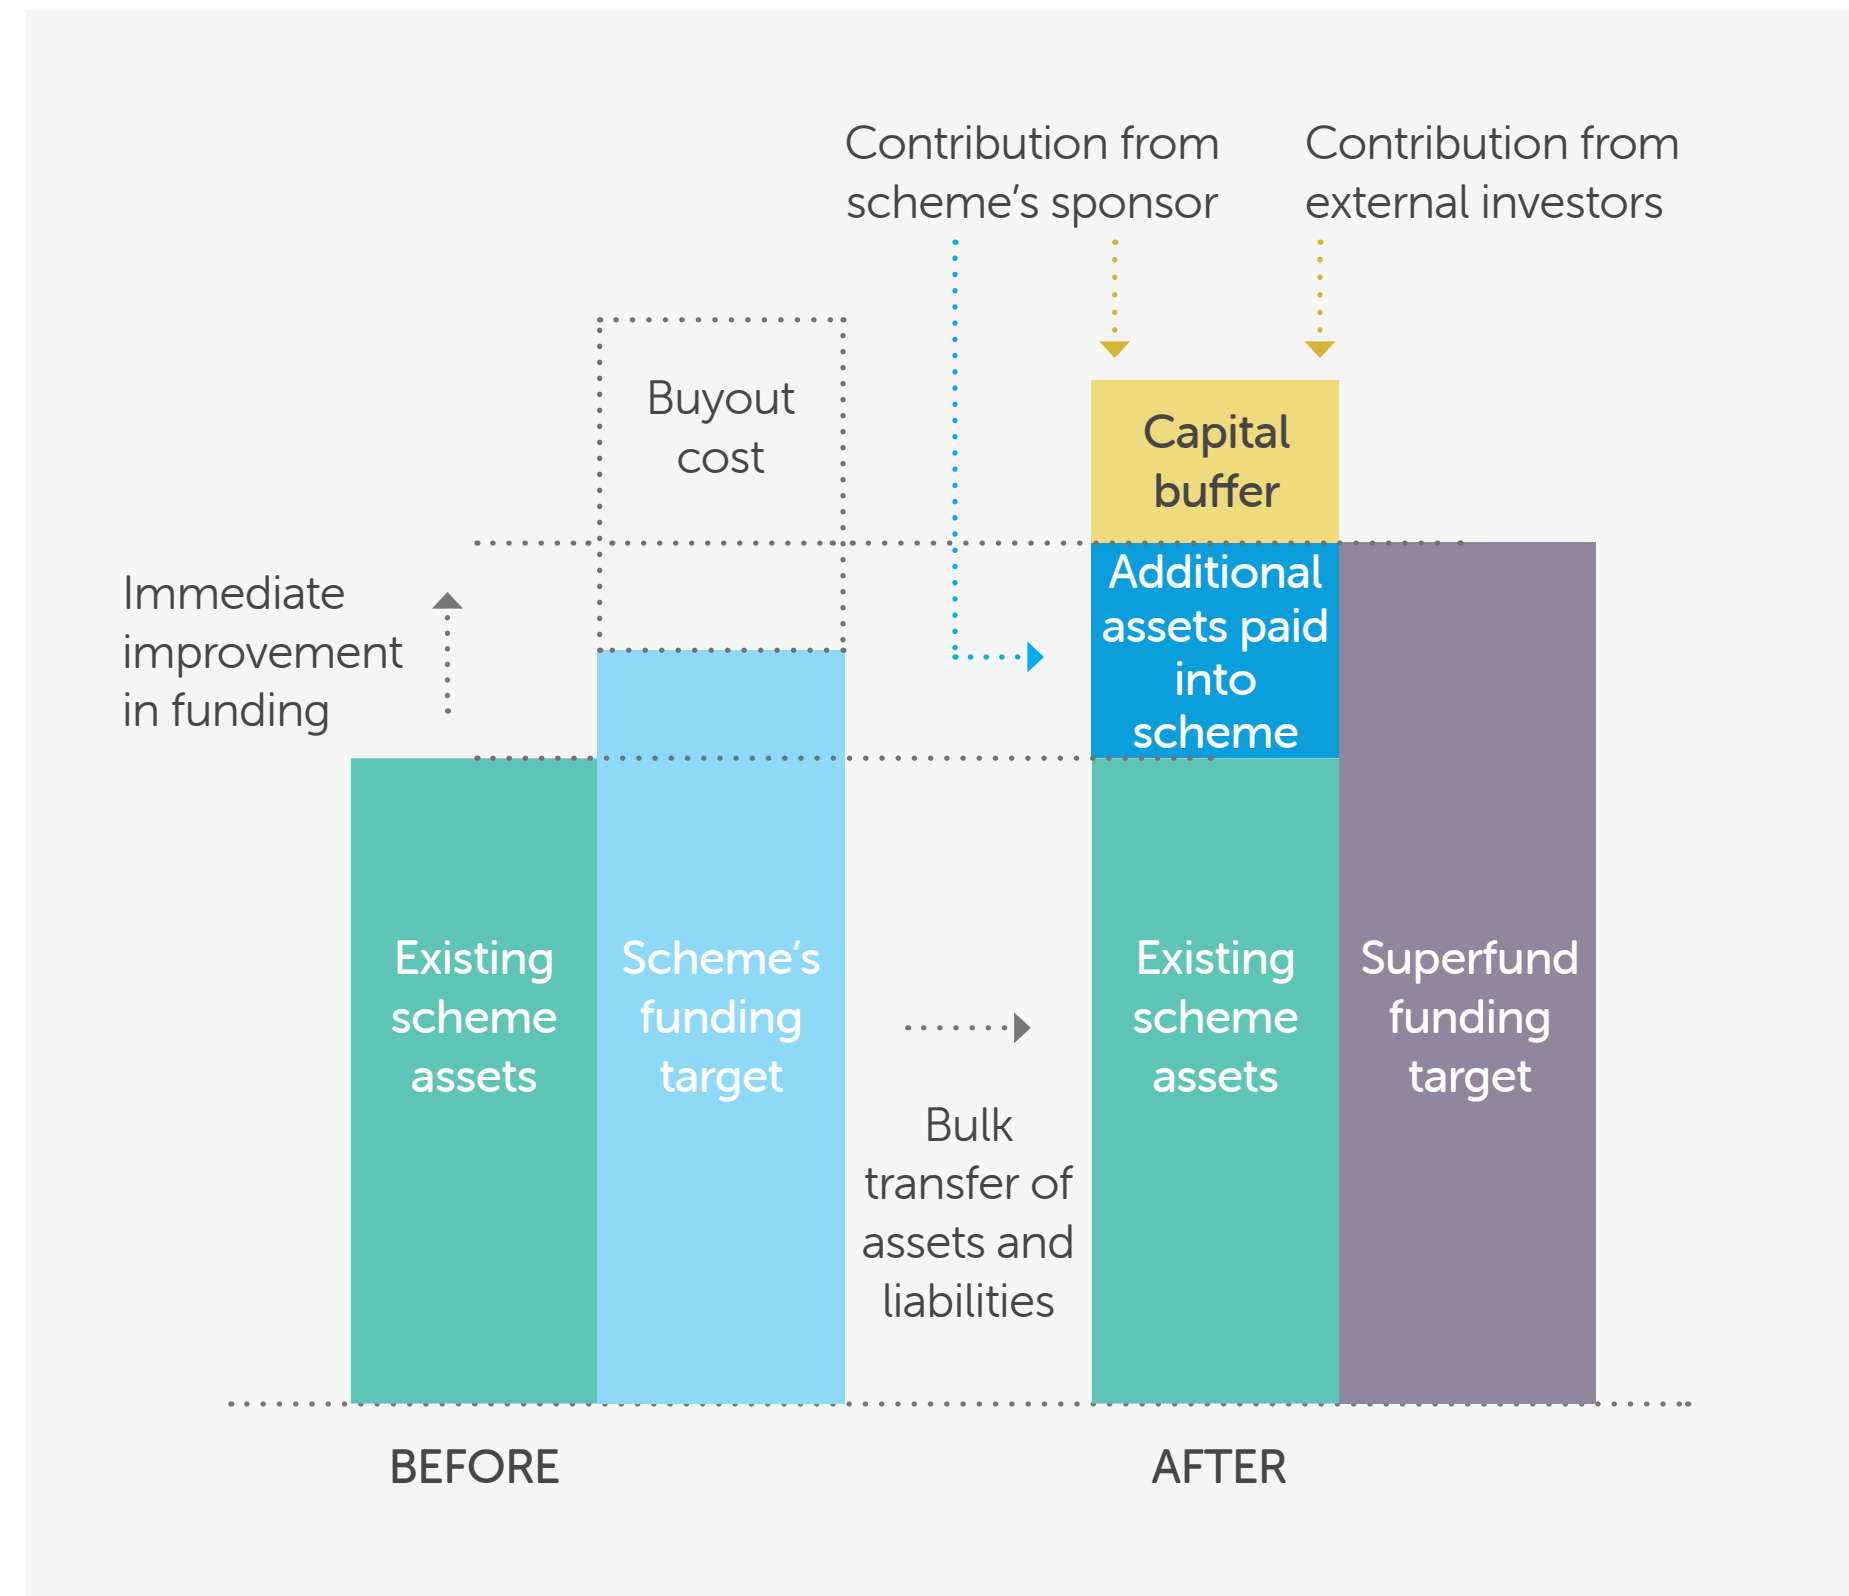 Contribution from
scheme’s sponsor
Contribution from
external investors
Buyout
cost
Capital
buffer
Immediate
improvement
in funding
Additional
assets paid
into
scheme
Existing
scheme
assets
Scheme’s
funding
target
Bulk
transfer of
assets and
liabilities
Existing
scheme
assets
Superfund
funding
target
BEFORE
AFTER